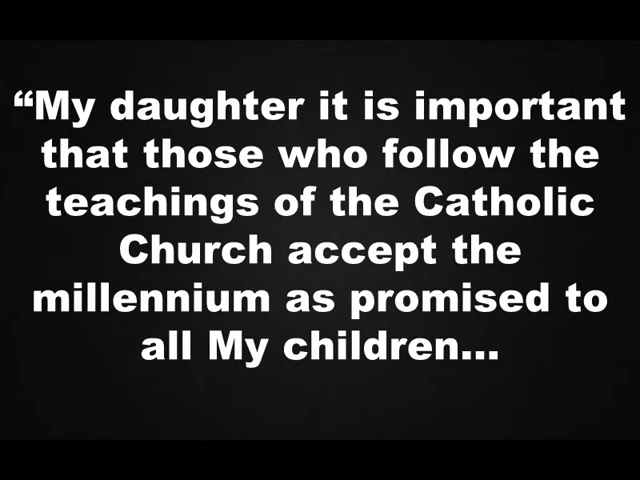 “My daughter it is important
that those who follow the
teachings of the Catholic
Church accept the
millennium as promised to
all My children...